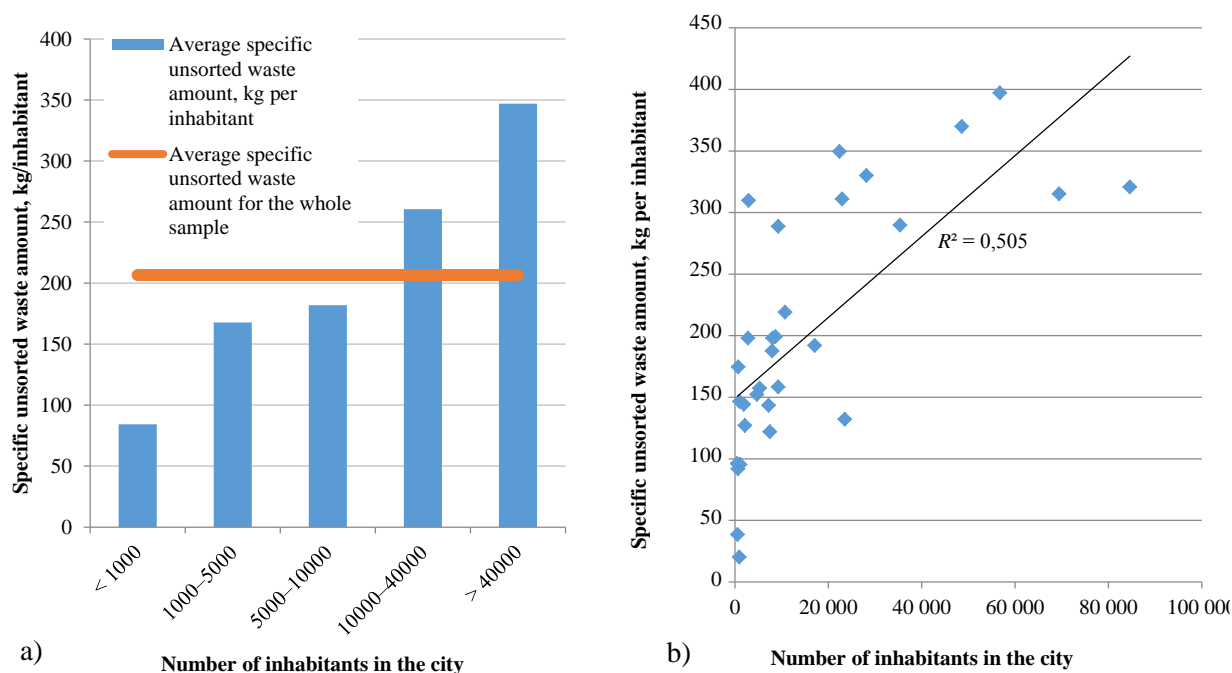 400
350
300
250
200
150
100
50
0
Specific unsorted waste amount, kg/inhabitant
Average specific
unsorted waste
amount, kg per
inhabitant
Average specific
unsorted waste
amount for the whole
sample
< 1000
1000–5000
5000–10000
10000–40000
> 40000
a)
Number of inhabitants in the city
450
400
350
300
250
200
150
100
50
0
Specific unsorted waste amount, kg per inhabitant
R² = 0,505
0
20 000
40 000
60 000
80 000
100 000
b)
Number of inhabitants in the city